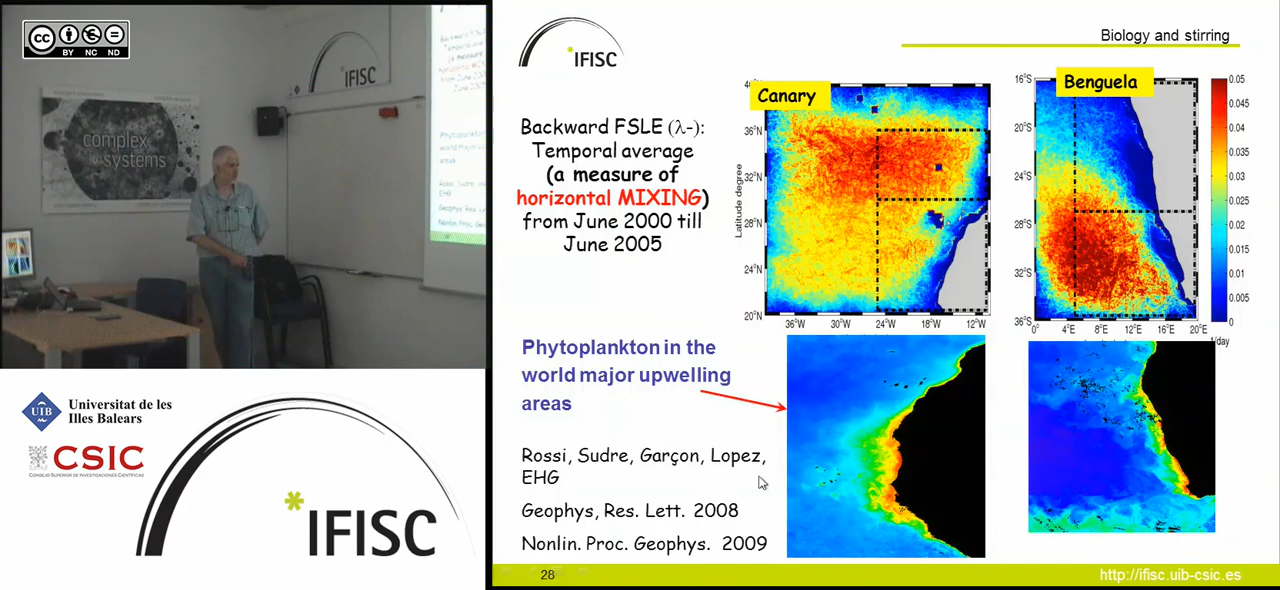 cc
BY NC ND
IFISC
complex
systems
Universitat de les
Illes Balears
UIB
CSIC
CONSEJO SUPERIOR DE INVESTIGACIONES CIENTÍFICAS
IFISC
IFISC
Biology and stirring
Backward FSLE (λ-):
Temporal average
(a measure of
horizontal MIXING)
from June 2000 till
June 2005
Canary
Latitude degree
36°N
32°N
28°N
24°N
20°N
36°W 30°W 24°W 18°W 12°W
Benguela
16°S
20°S
24°S
28°S
32°S
36°S
0° 4°E 8°E 12°E 16°E 20°E
0.05
0.045
0.04
0.035
0.03
0.025
0.02
0.015
0.01
0.005
0
1/day
Phytoplankton in the
world major upwelling
areas
Rossi, Sudre, Garçon, Lopez,
EHG
Geophys, Res. Lett. 2008
Nonlin. Proc. Geophys. 2009
28
http://ifisc.uib-csic.es